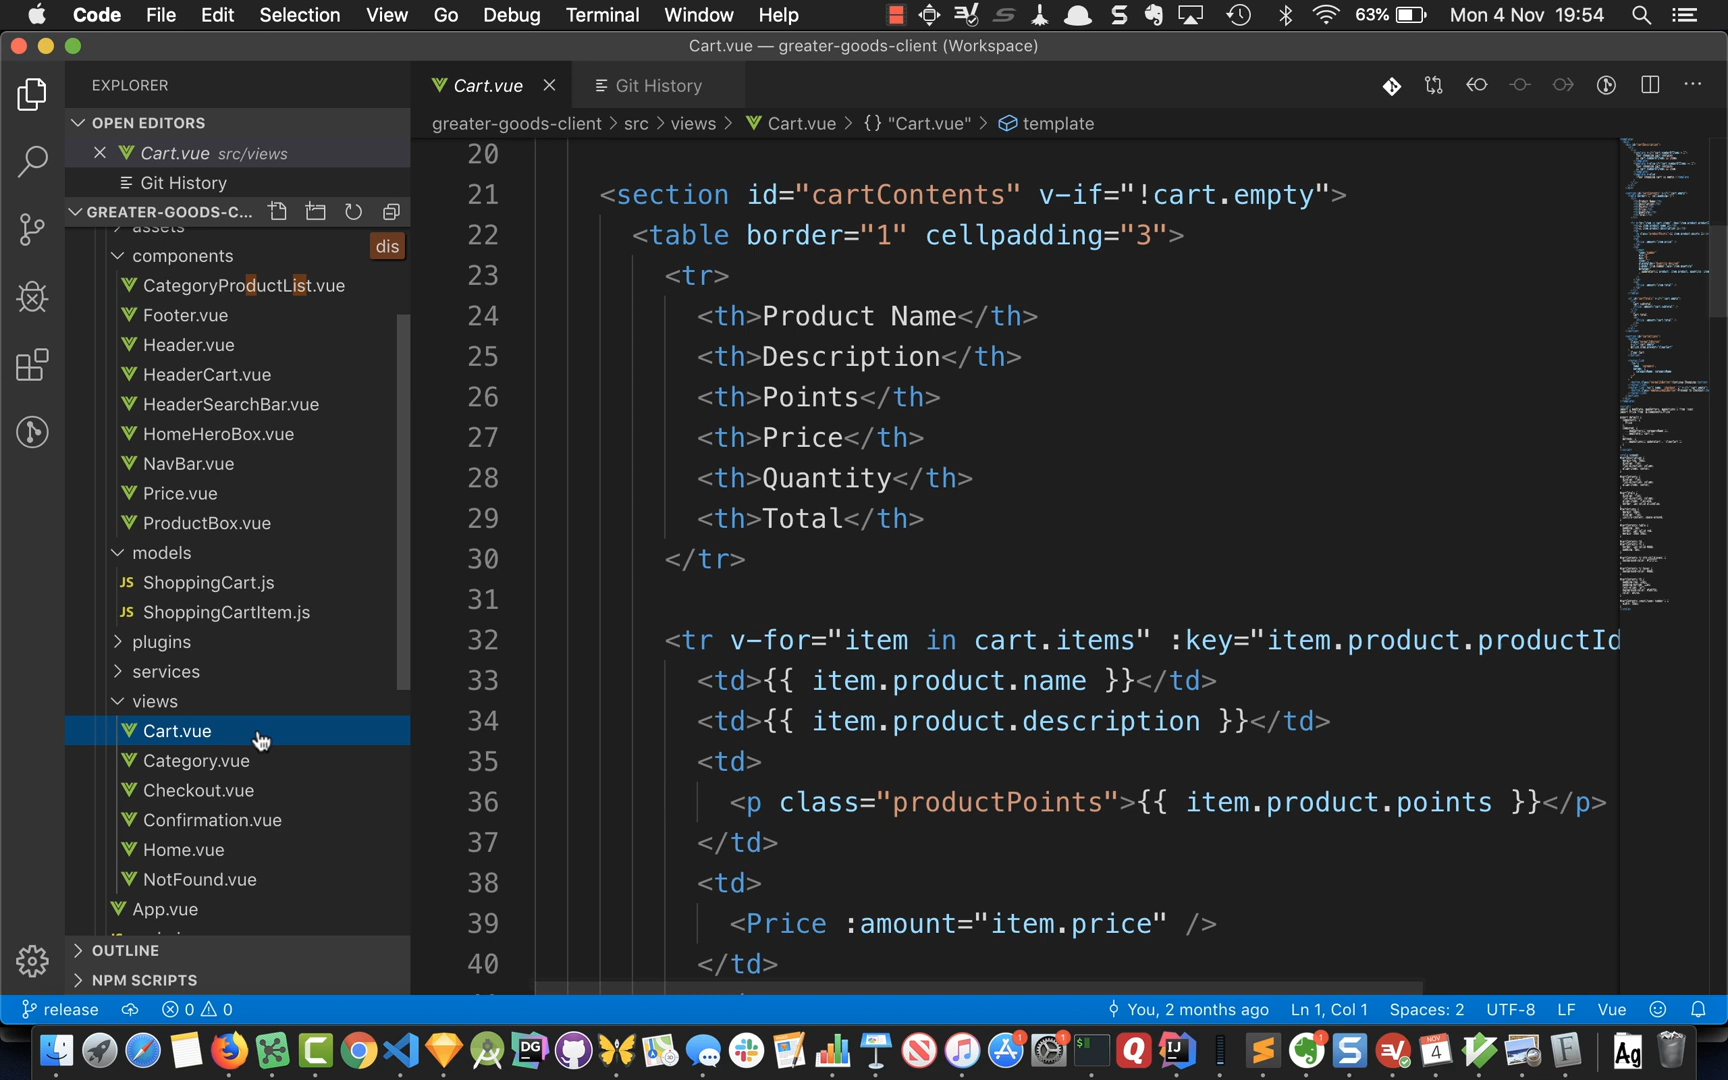 Code File Edit Selection View Go Debug Terminal Window Help 63% Mon 4 Nov 19:54
Cart.vue — greater-goods-client (Workspace)
EXPLORER
OPEN EDITORS
Cart.vue src/views
Git History
GREATER-GOODS-C...
assets
dis
components
CategoryProductList.vue
Footer.vue
Header.vue
HeaderCart.vue
HeaderSearchBar.vue
HomeHeroBox.vue
NavBar.vue
Price.vue
ProductBox.vue
models
JS ShoppingCart.js
JS ShoppingCartItem.js
plugins
services
views
Cart.vue
Category.vue
Checkout.vue
Confirmation.vue
Home.vue
NotFound.vue
App.vue
OUTLINE
NPM SCRIPTS
Cart.vue Git History
greater-goods-client > src > views > Cart.vue > {} "Cart.vue" > template
20
21 <section id="cartContents" v-if="!cart.empty">
22 <table border="1" cellpadding="3">
23 <tr>
24 <th>Product Name</th>
25 <th>Description</th>
26 <th>Points</th>
27 <th>Price</th>
28 <th>Quantity</th>
29 <th>Total</th>
30 </tr>
31
32 <tr v-for="item in cart.items" :key="item.product.productId
33 <td>{{ item.product.name }}</td>
34 <td>{{ item.product.description }}</td>
35 <td>
36 <p class="productPoints">{{ item.product.points }}</p>
37 </td>
38 <td>
39 <Price :amount="item.price" />
40 </td>
release 0 0 You, 2 months ago Ln 1, Col 1 Spaces: 2 UTF-8 LF Vue
DG 1 $ Q IJ 1 S NOV 4 F Ag